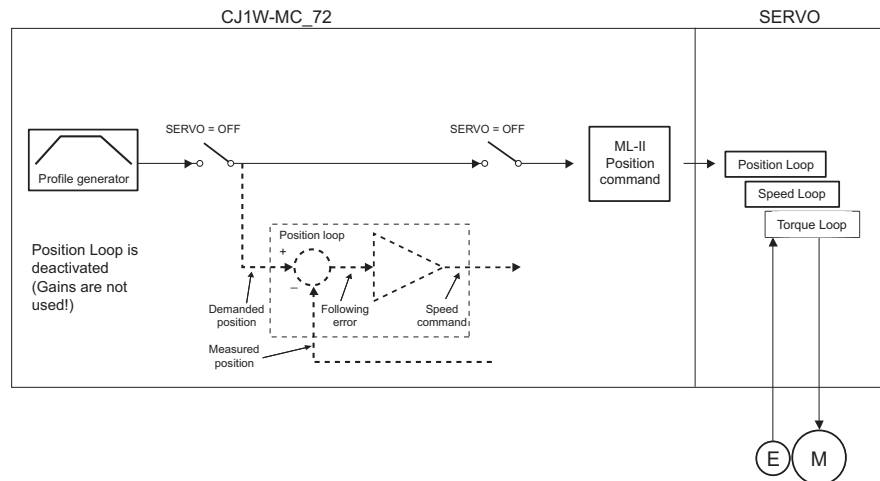 CJ1W-MC_72
SERVO
SERVO = OFF
SERVO = OFF
Profile generator
ML-II
Position
command
Position Loop
Speed Loop
Torque Loop
Position Loop is
deactivated
(Gains are not
used!)
Position loop
+
–
Demanded
position
Following
error
Speed
command
Measured
position
E
M